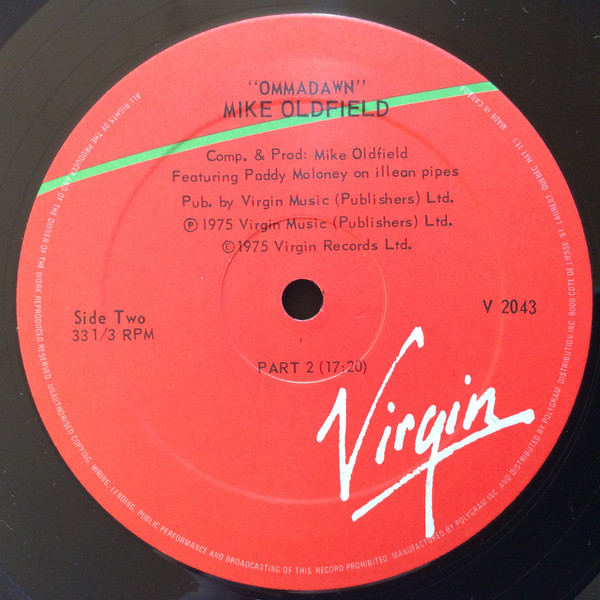 "OMMADAWN"
MIKE OLDFIELD
Comp. & Prod: Mike Oldfield
Featuring Paddy Moloney on illean pipes
Pub. by Virgin Music (Publishers) Ltd.
Ⓟ 1975 Virgin Music (Publishers) Ltd.
© 1975 Virgin Records Ltd.
Side Two
33 1/3 RPM
V 2043
PART 2 (17:20)
Virgin
ALL RIGHTS OF THE PRODUCER AND OF THE OWNER OF THE WORK REPRODUCED RESERVED. UNAUTHORISED COPYING, HIRING, LENDING, PUBLIC PERFORMANCE AND BROADCASTING OF THIS RECORD PROHIBITED. MANUFACTURED BY POLYGRAM INC. AND DISTRIBUTED BY POLYGRAM DISTRIBUTION INC. 6000 COTE DE LIESSE ST LAURENT, QUEBEC
MADE IN CANADA